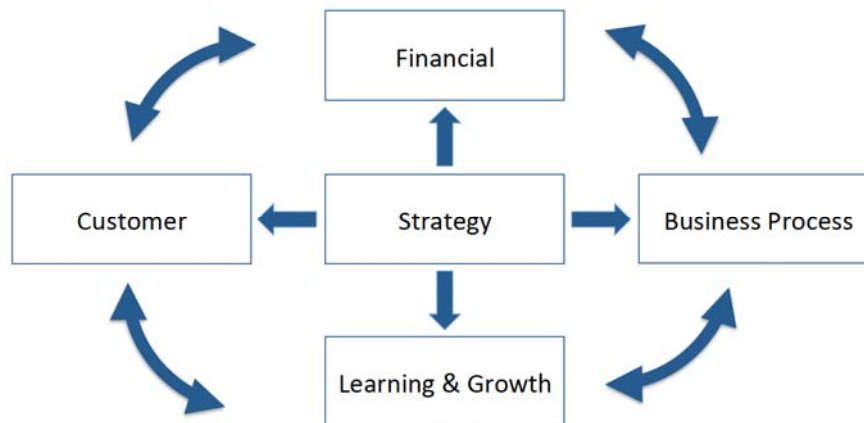 Financial
Customer
Strategy
Business Process
Learning & Growth